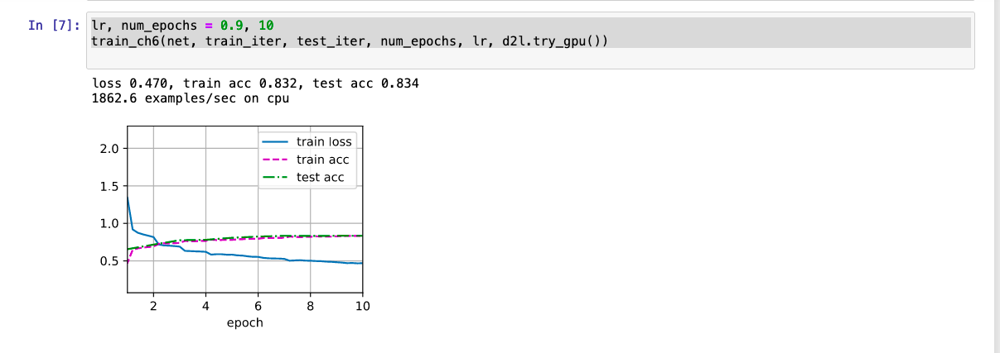 In [7]: lr, num_epochs = 0.9, 10
train_ch6(net, train_iter, test_iter, num_epochs, lr, d2l.try_gpu())
loss 0.470, train acc 0.832, test acc 0.834
1862.6 examples/sec on cpu
train loss
train acc
test acc
2.0
1.5
1.0
0.5
2 4 6 8 10
epoch